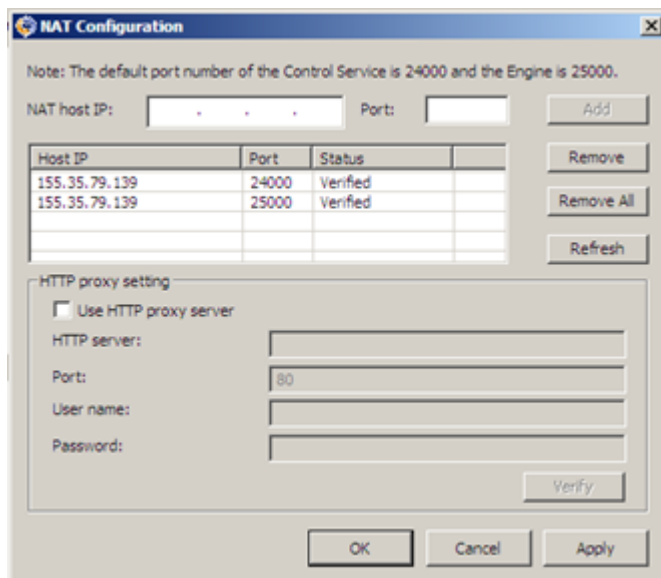 NAT Configuration
Note: The default port number of the Control Service is 24000 and the Engine is 25000.
NAT host IP: . . . Port: Add
Host IP Port Status
155.35.79.139 24000 Verified
155.35.79.139 25000 Verified
Remove
Remove All
Refresh
HTTP proxy setting
Use HTTP proxy server
HTTP server:
Port: 80
User name:
Password:
Verify
OK Cancel Apply